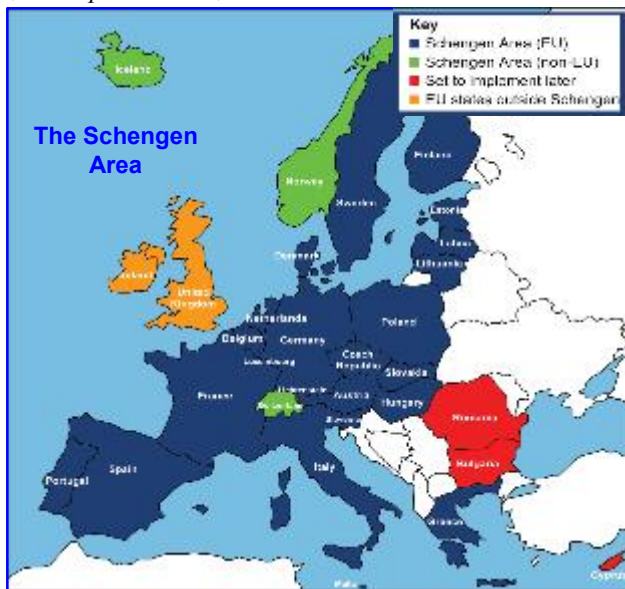 Key
Schengen Area (EU)
Schengen Area (non-EU)
Set to Implement later
EU states outside Schengen
Iceland
The Schengen
Area
Finland
Norway
Sweden
Estonia
Latvia
Lithuania
Denmark
Ireland
United
Kingdom
Netherlands
Poland
Belgium
Germany
Luxembourg
Czech
Republic
Slovakia
Liechtenstein
France
Austria
Switzerland
Hungary
Slovenia
Romania
Italy
Bulgaria
Portugal
Spain
Greece
Malta
Cyprus